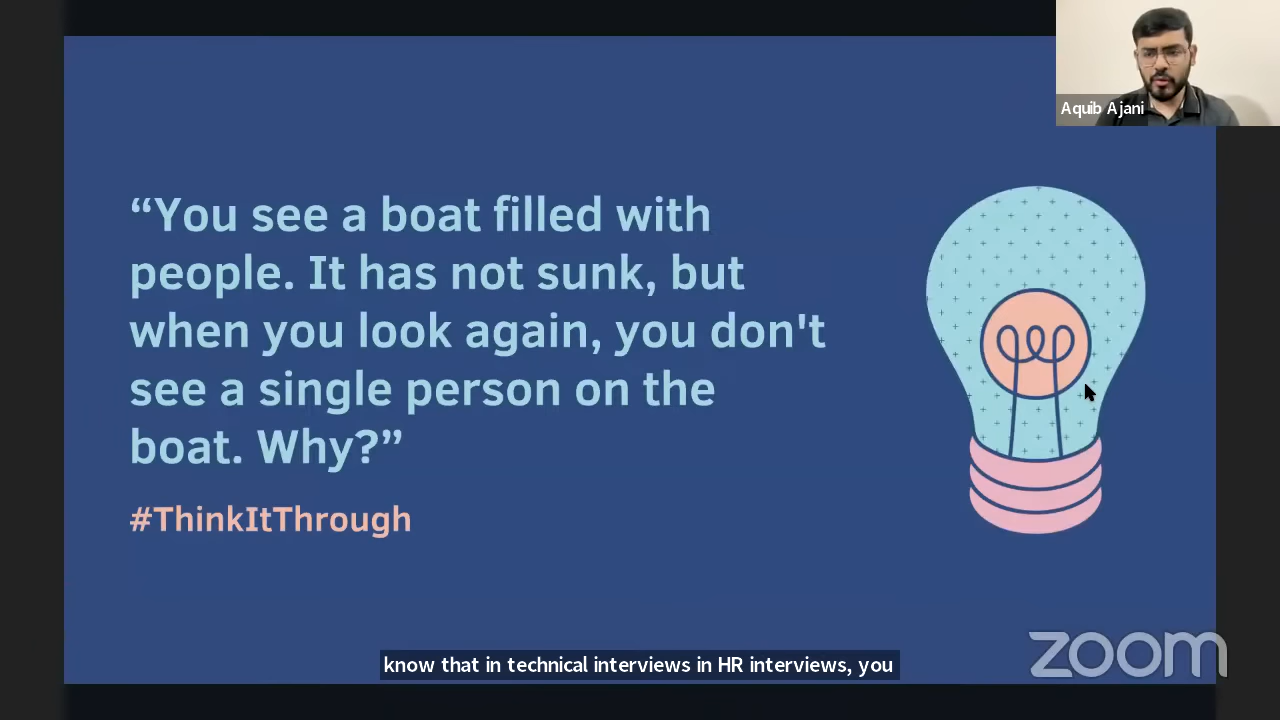 Aquib Ajani
“You see a boat filled with
people. It has not sunk, but
when you look again, you don't
see a single person on the
boat. Why?”
#ThinkItThrough
know that in technical interviews in HR interviews, you
zoom